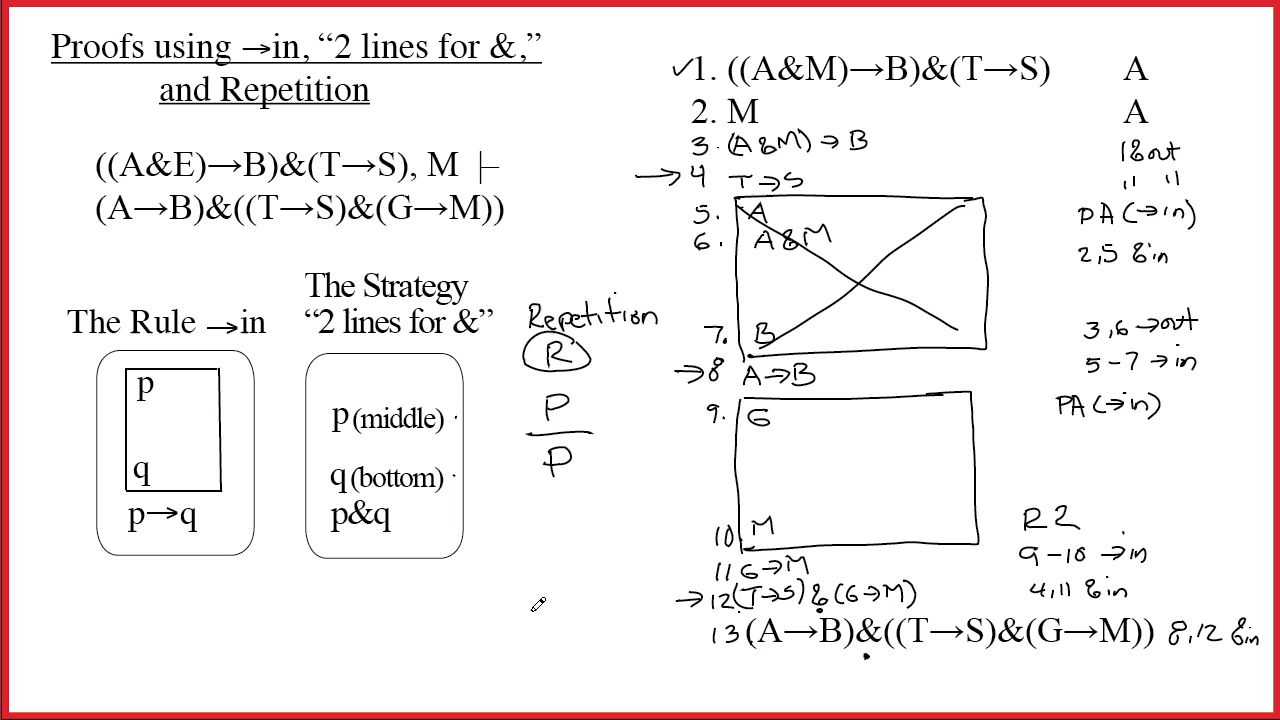 Proofs using →in, “2 lines for &,”
and Repetition
((A&E)→B)&(T→S), M ├
(A→B)&((T→S)&(G→M))
The Rule →in
p
q
p→q
The Strategy
“2 lines for &”
p (middle)
q (bottom)
p&q
Repetition
R
P
P
✓1. ((A&M)→B)&(T→S) A
2. M A
3. (A&M)→B 1&out
→ 4 T→S " "
5. A PA (→in)
6. A&M 2,5 &in
7. B 3,6 →out
→ 8 A→B 5-7 →in
9. G PA (→in)
10. M R2
11 G→M 9-10 →in
→ 12 (T→S)&(G→M) 4,11 &in
13 (A→B)&((T→S)&(G→M)) 8,12 &in